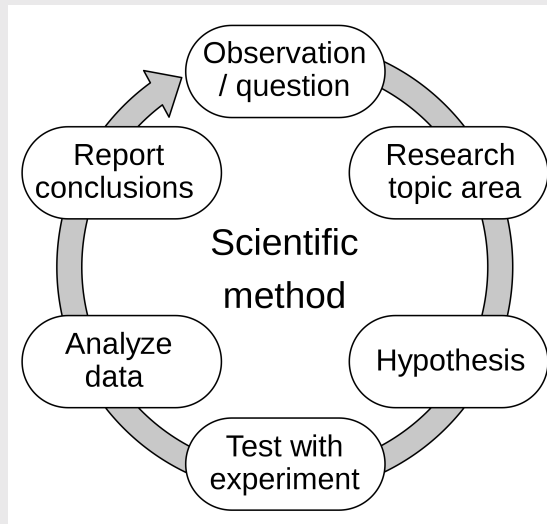 Observation
/ question
Research
topic area
Hypothesis
Test with
experiment
Analyze
data
Report
conclusions
Scientific
method